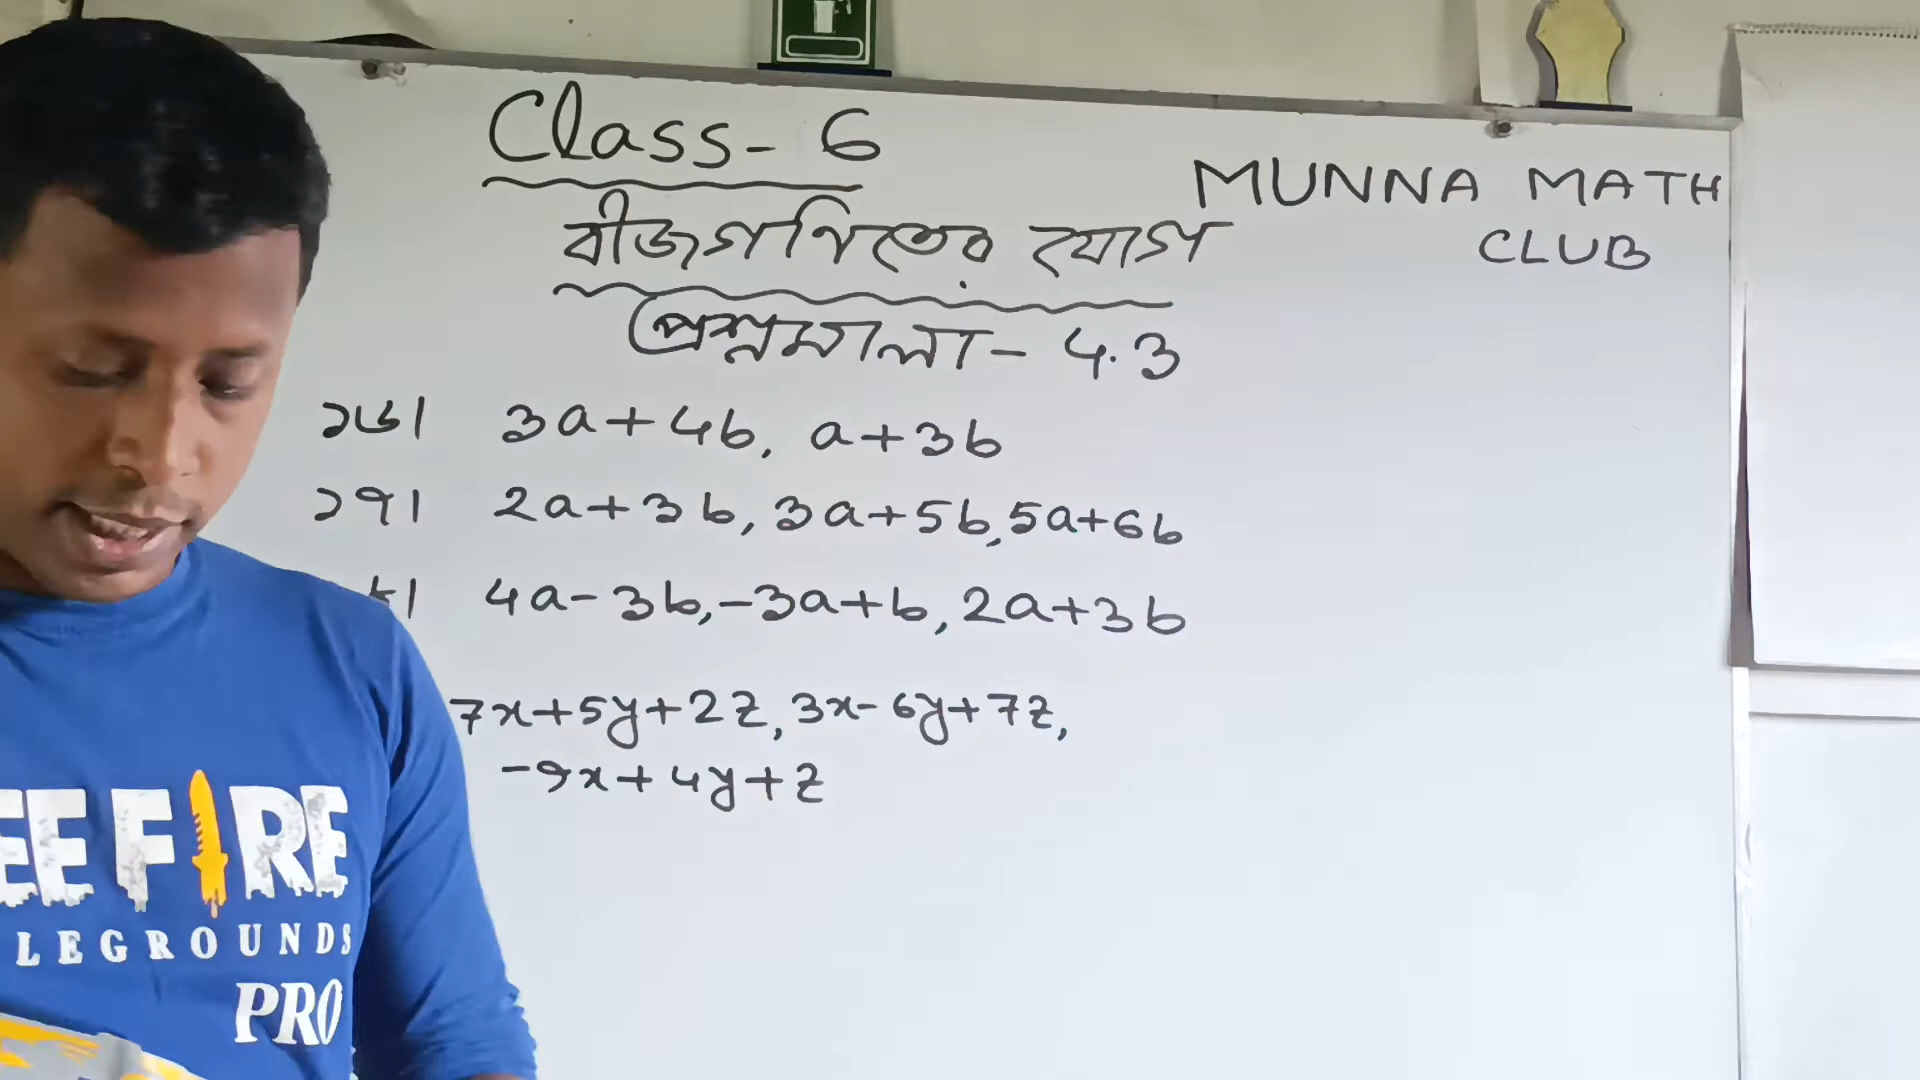 Class- 6
MUNNA MATH
CLUB
বীজগণিতের যোগ
প্রশ্নমালা- 4.3
১৬। 3a+4b, a+3b
১৭। 2a+3b, 3a+5b, 5a+6b
। 4a-3b, -3a+b, 2a+3b
7x+5y+2z, 3x-6y+7z,
-9x+4y+z
EE FIRE
LEGROUNDS
PRO